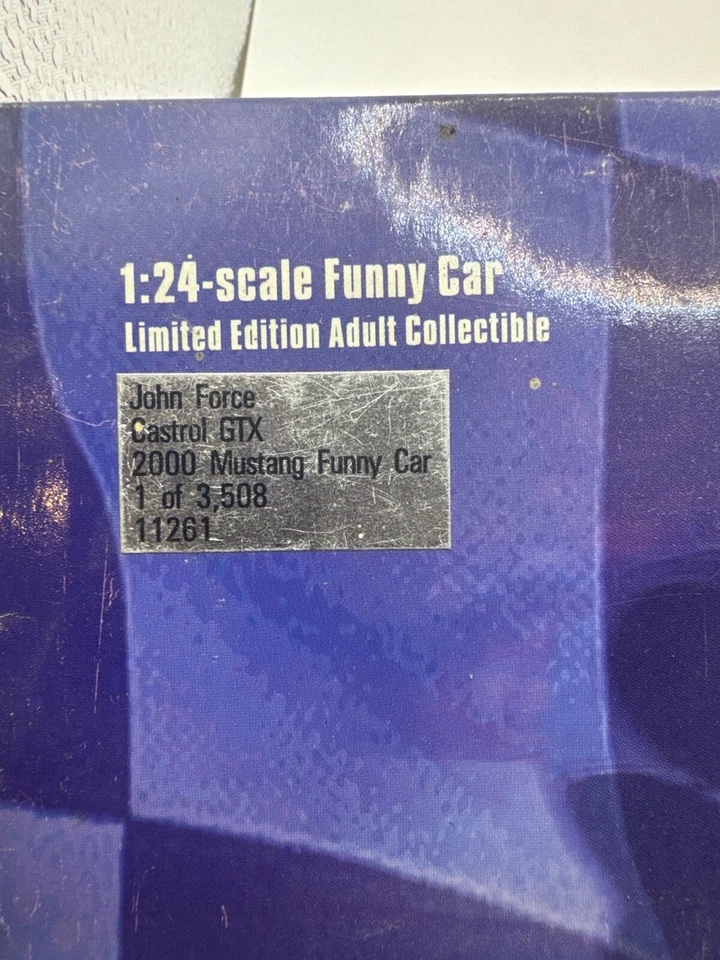 1:24-scale Funny Car
Limited Edition Adult Collectible
John Force
Castrol GTX
2000 Mustang Funny Car
1 of 3,508
11261